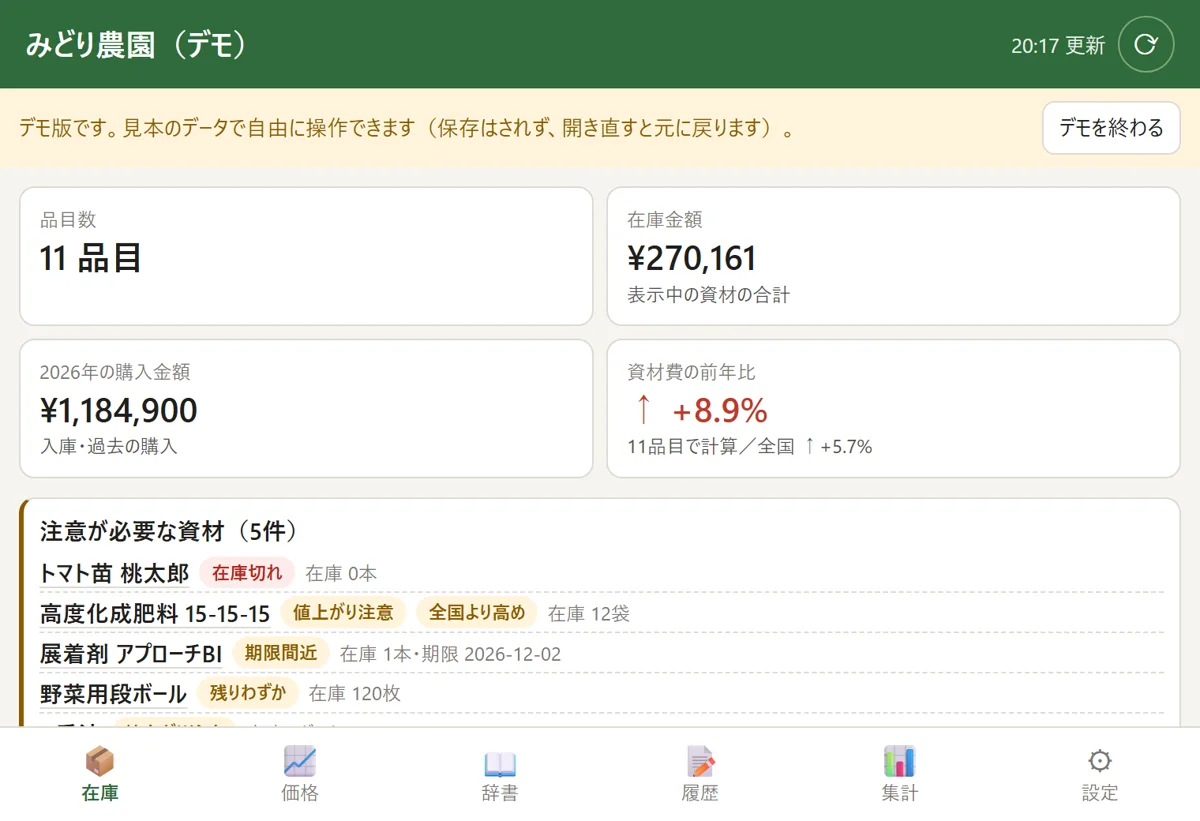 みどり農園（デモ）
20:17 更新
デモ版です。見本のデータで自由に操作できます（保存はされず、開き直すと元に戻ります）。
デモを終わる
品目数
11 品目
在庫金額
¥270,161
表示中の資材の合計
2026年の購入金額
¥1,184,900
入庫・過去の購入
資材費の前年比
↑ +8.9%
11品目で計算／全国 ↑ +5.7%
注意が必要な資材（5件）
トマト苗 桃太郎 在庫切れ 在庫 0本
高度化成肥料 15-15-15 値上がり注意 全国より高め 在庫 12袋
展着剤 アプローチBI 期限間近 在庫 1本・期限 2026-12-02
野菜用段ボール 残りわずか 在庫 120枚
在庫
価格
辞書
履歴
集計
設定